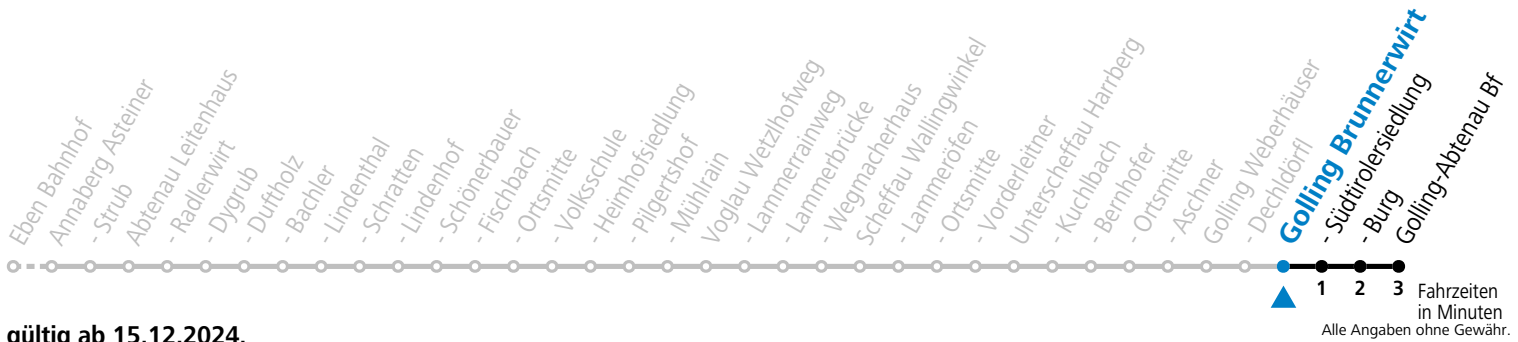 Eben Bahnhof
Annaberg Asteiner
- Strub
Abtenau Leitenhaus
- Radlerwirt
- Dygrub
- Duftholz
- Bachler
- Lindenthal
- Schratten
- Lindenhof
- Schönerbauer
- Fischbach
- Ortsmitte
- Volksschule
- Heimhofsiedlung
- Pilgertshof
- Mühlrain
Voglau Wetzlhofweg
- Lammerrainweg
- Lammerbrücke
- Wegmacherhaus
Scheffau Wallingwinkel
- Lammeröfen
- Ortsmitte
- Vorderleitner
Unterscheffau Harrberg
- Kuchlbach
- Bernhofer
- Ortsmitte
- Aschner
Golling Weberhäuser
- Dechldörfl
Golling Brunnerwirt
- Südtirolersiedlung
- Burg
Golling-Abtenau Bf
1 2 3 Fahrzeiten
in Minuten
Alle Angaben ohne Gewähr.
gültig ab 15.12.2024.